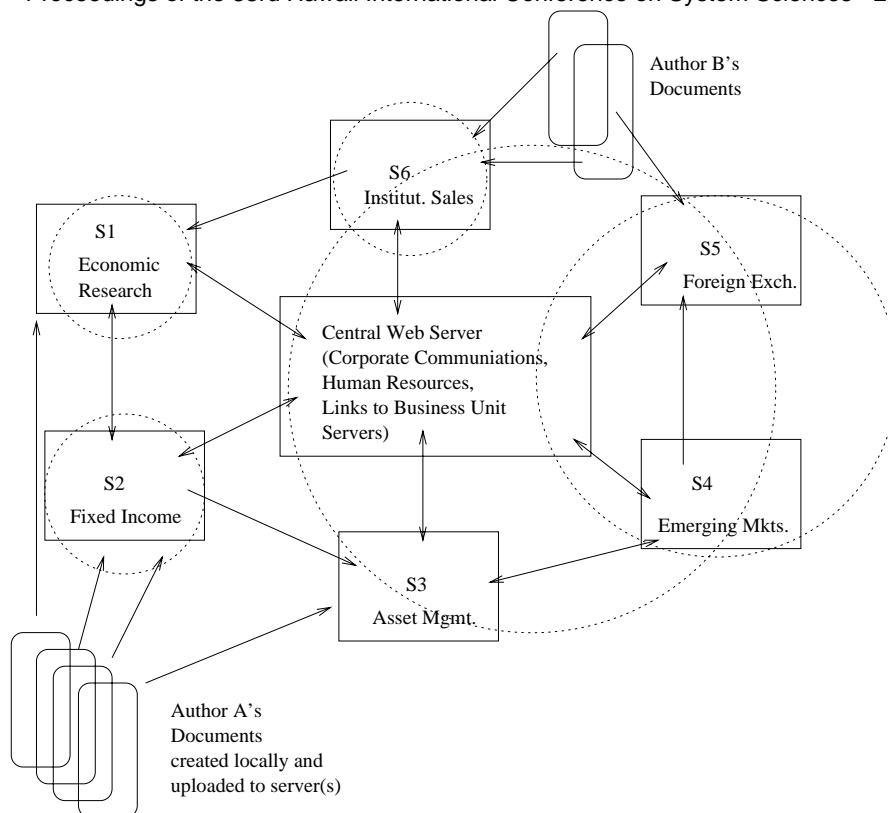 Proceedings of the 33rd Hawaii International Conference on System Sciences
Author B's
Documents
S6
Institut. Sales
S1
Economic
Research
S5
Foreign Exch.
Central Web Server
(Corporate Communiations,
Human Resources,
Links to Business Unit
Servers)
S2
Fixed Income
S4
Emerging Mkts.
S3
Asset Mgmt.
Author A's
Documents
created locally and
uploaded to server(s)